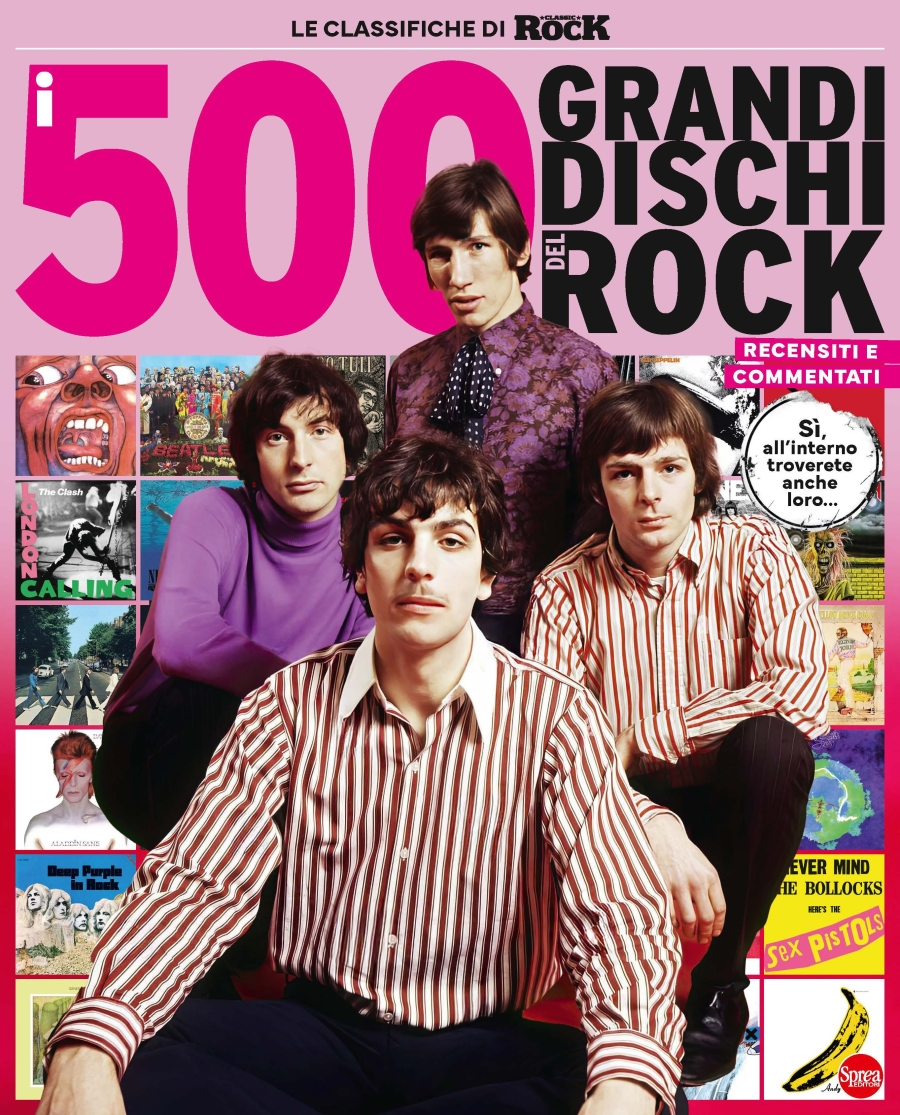 LE CLASSIFICHE DI CLASSIC ROCK
i 500
GRANDI
DISCHI
DEL ROCK
RECENSITI E
COMMENTATI
Sì,
all'interno
troverete
anche
loro...
BEATLES
The Clash
LONDON
CALLING
ALADDIN SANE
Deep Purple
in Rock
NEVER MIND
THE BOLLOCKS
HERE'S THE
SEX PISTOLS
Andy
Sprea
EDITORI